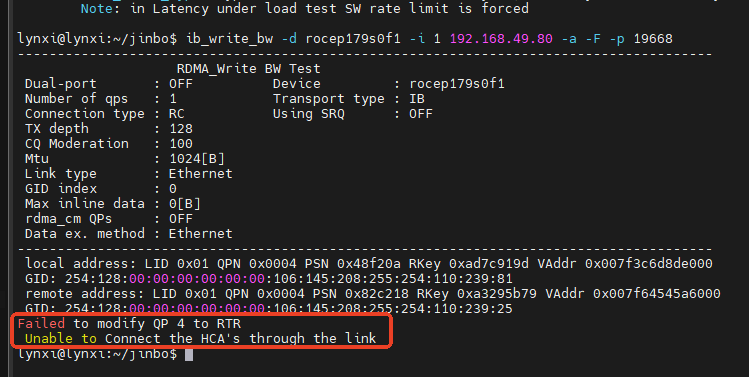 Note: in Latency under load test SW rate limit is forced
lynxi@lynxi:~/jinbo$ ib_write_bw -d rocep179s0f1 -i 1 192.168.49.80 -a -F -p 19668
---------------------------------------------------------------------------------------
RDMA_Write BW Test
Dual-port : OFF Device : rocep179s0f1
Number of qps : 1 Transport type : IB
Connection type : RC Using SRQ : OFF
TX depth : 128
CQ Moderation : 100
Mtu : 1024[B]
Link type : Ethernet
GID index : 0
Max inline data : 0[B]
rdma_cm QPs : OFF
Data ex. method : Ethernet
---------------------------------------------------------------------------------------
local address: LID 0x01 QPN 0x0004 PSN 0x48f20a RKey 0xad7c919d VAddr 0x007f3c6d8de000
GID: 254:128:00:00:00:00:00:00:106:145:208:255:254:110:239:81
remote address: LID 0x01 QPN 0x0004 PSN 0x82c218 RKey 0xa3295b79 VAddr 0x007f64545a6000
GID: 254:128:00:00:00:00:00:00:106:145:208:255:254:110:239:25
Failed to modify QP 4 to RTR
Unable to Connect the HCA's through the link
lynxi@lynxi:~/jinbo$